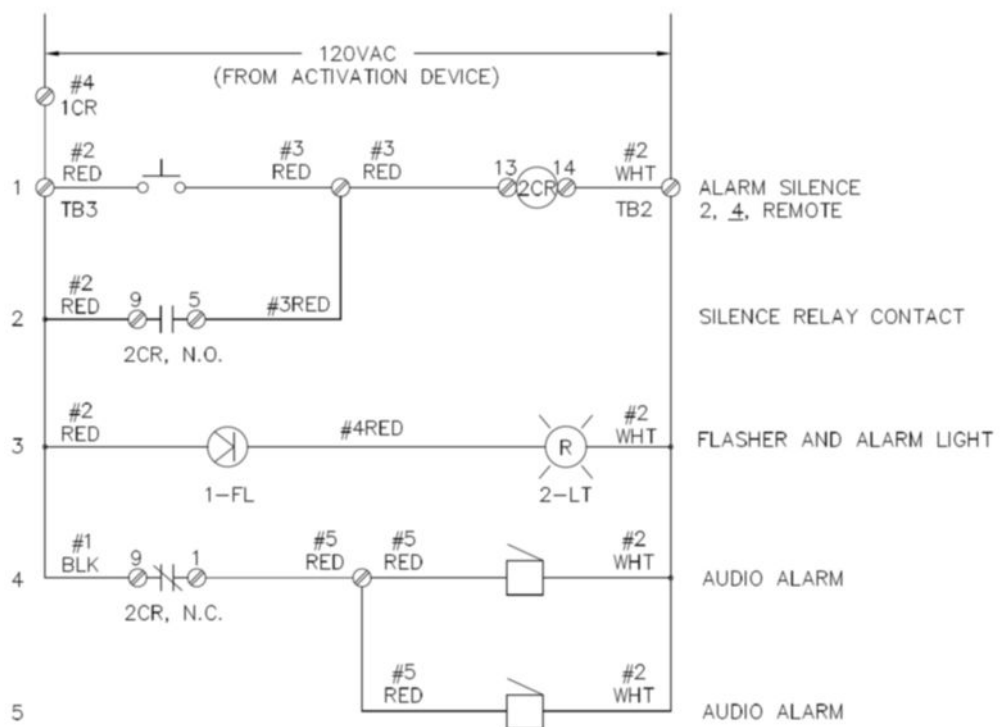 120VAC
(FROM ACTIVATION DEVICE)
#4
1CR
#2
RED
#3
RED
#3
RED
13
2CR
14
#2
WHT
1
TB3
TB2
ALARM SILENCE
2, 4, REMOTE
#2
RED
9
5
#3RED
2
2CR, N.O.
SILENCE RELAY CONTACT
#2
RED
#4RED
#2
WHT
3
R
FLASHER AND ALARM LIGHT
1-FL
2-LT
#1
BLK
9
1
#5
RED
#5
RED
#2
WHT
4
2CR, N.C.
AUDIO ALARM
#5
RED
#2
WHT
5
AUDIO ALARM